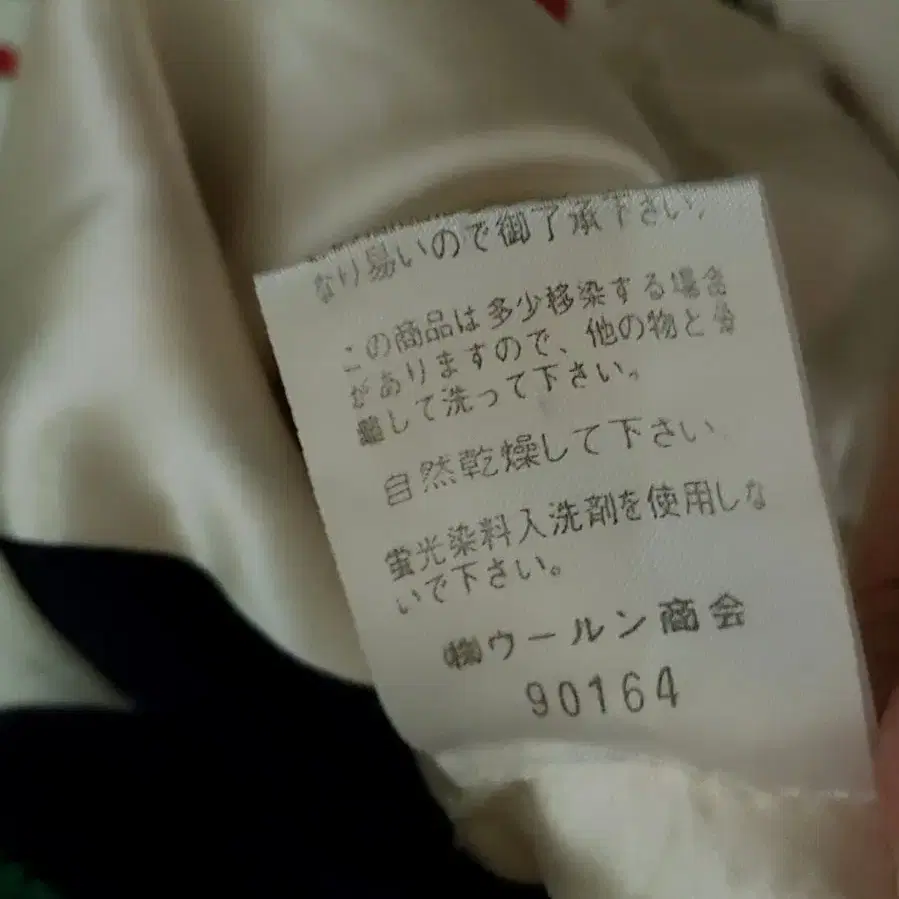 なり易いので御了承下さい。
この商品は多少移染する場合
がありますので、他の物と分
離して洗って下さい。
自然乾燥して下さい。
蛍光染料入洗剤を使用しな
いで下さい。
㈱ウールン商会
90164